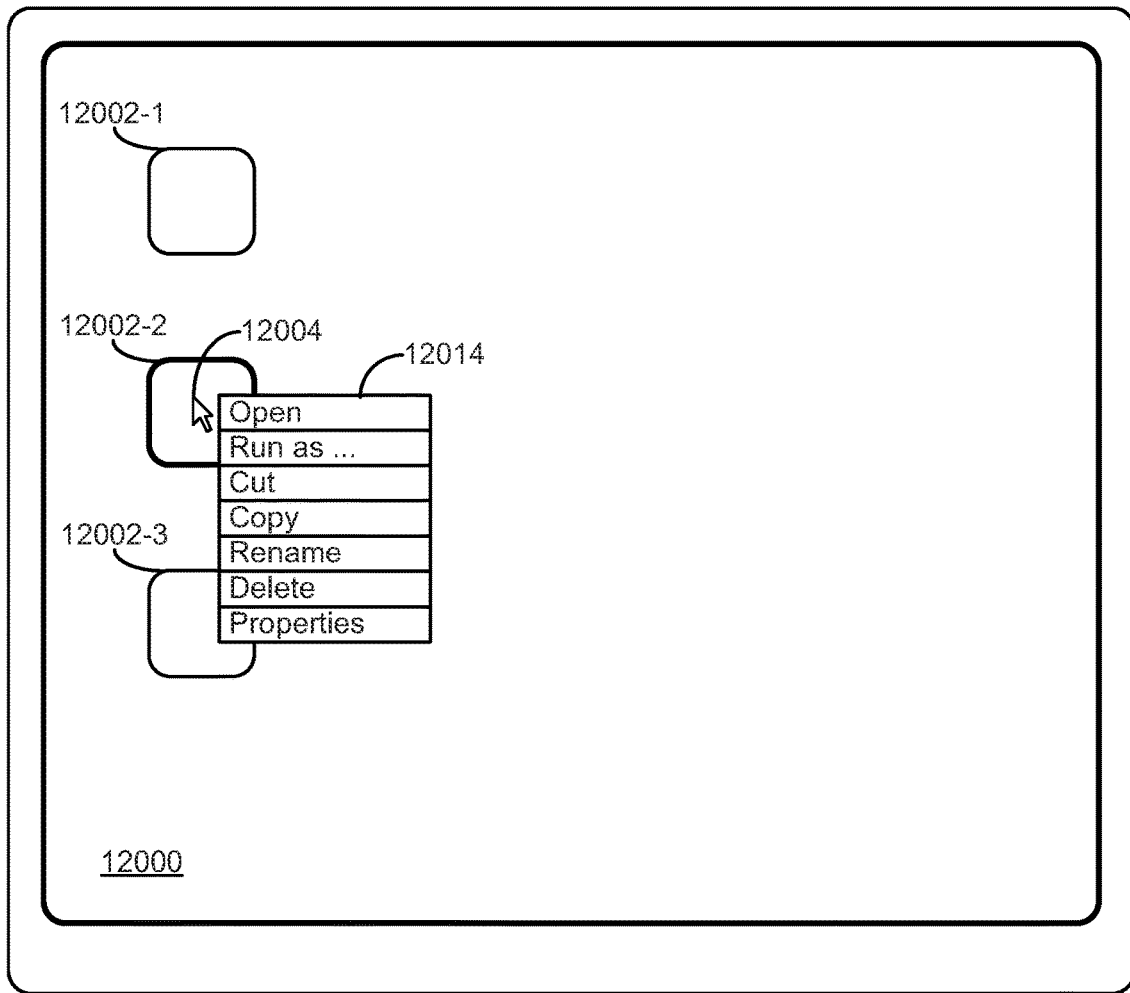 12002-1
12002-2
12004
12014
Open
Run as ...
Cut
Copy
12002-3
Rename
Delete
Properties
12000